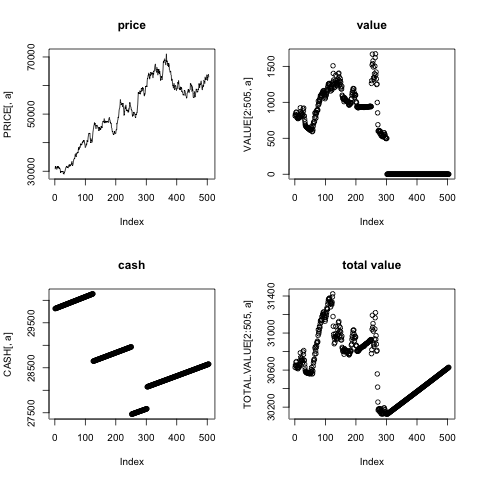 price
PRICE[, a]
30000
50000
70000
0 100 200 300 400 500
Index
value
VALUE[2:505, a]
0
500
1000
1500
0 100 200 300 400 500
Index
cash
CASH[, a]
27500
28500
29500
0 100 200 300 400 500
Index
total value
TOTAL.VALUE[2:505, a]
30200
30600
31000
31400
0 100 200 300 400 500
Index